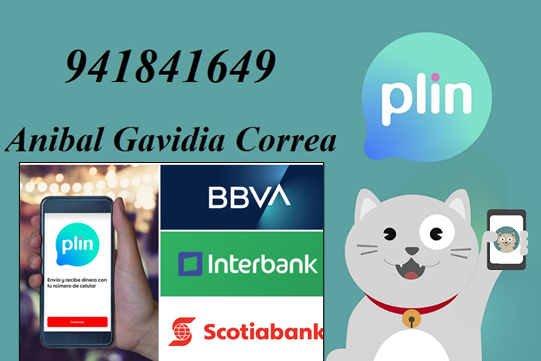 941841649
plin
Anibal Gavidia Correa
BBVA
plin
Interbank
Envía y recibe dinero con
tu número de celular
Scotiabank